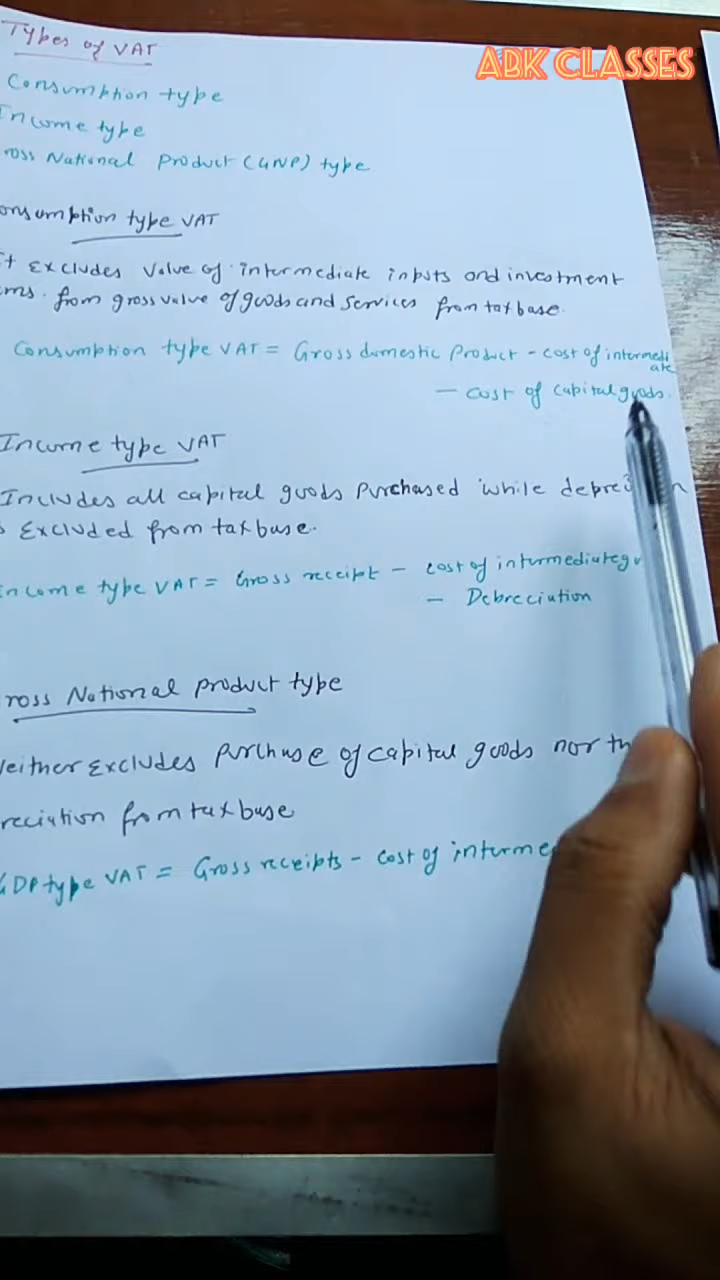 Types of VAT
ABK CLASSES
Consumption type
Income type
ross National Product (GNP) type
onsumption type VAT
t Excludes Value of intermediate inputs and investment
ms. from gross value of goods and services from tax base.
Consumption type VAT = Gross domestic Product - cost of intermedi
ate
- cost of capital goods.
Income type VAT
Includes all capital goods purchased while depre
s Excluded from tax base.
ncome type VAT = Gross receipt - cost of intermediate go
- Debreciation
ross National product type
either Excludes purchase of capital goods nor th
reciation from tax base
GDP type VAT = Gross receipts - cost of interme